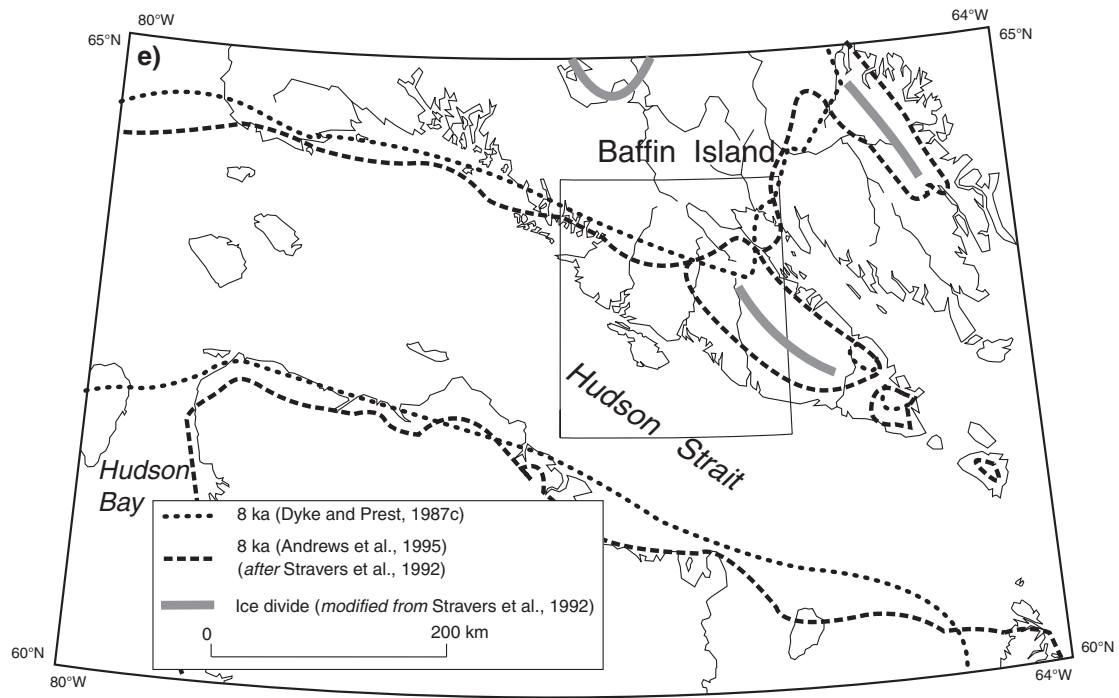 80°W
64°W
65°N
65°N
e)
Baffin Island
Hudson Strait
Hudson
Bay
8 ka (Dyke and Prest, 1987c)
8 ka (Andrews et al., 1995)
(after Stravers et al., 1992)
Ice divide (modified from Stravers et al., 1992)
0
200 km
60°N
60°N
80°W
64°W